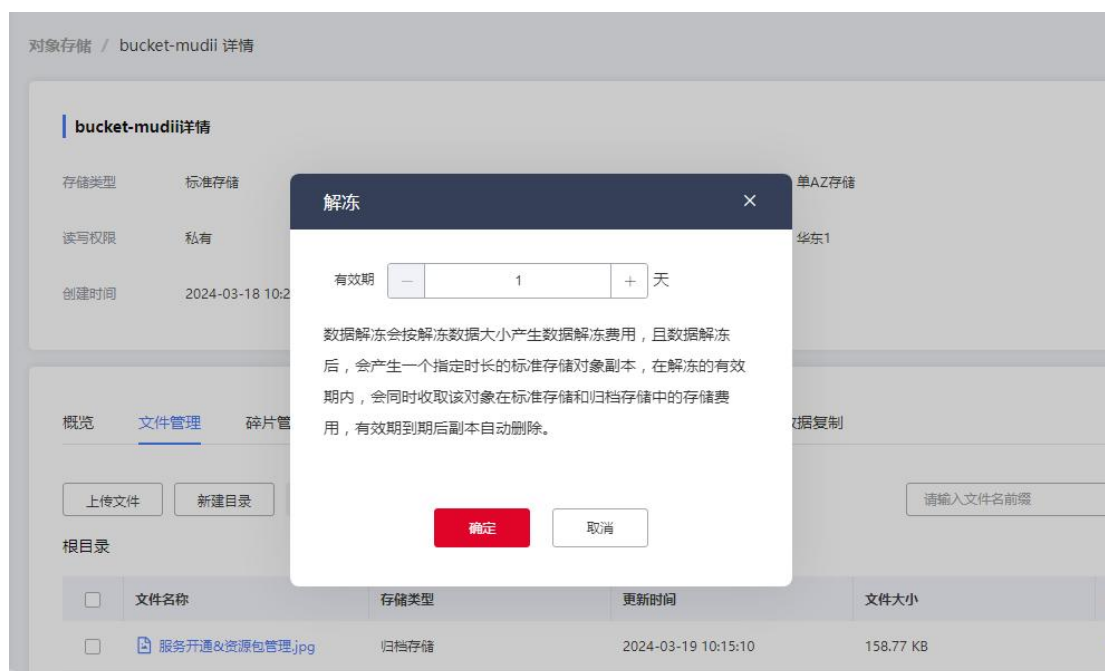 对象存储 / bucket-mudii 详情
bucket-mudii详情
存储类型 标准存储 单AZ存储
读写权限 私有 华东1
创建时间 2024-03-18 10:2
解冻
有效期 1 天
数据解冻会按解冻数据大小产生数据解冻费用，且数据解冻
后，会产生一个指定时长的标准存储对象副本，在解冻的有效
期内，会同时收取该对象在标准存储和归档存储中的存储费
用，有效期到期后副本自动删除。
确定 取消
概览 文件管理 碎片管 据复制
上传文件 新建目录 请输入文件名前缀
根目录
文件名称 存储类型 更新时间 文件大小
服务开通&资源包管理.jpg 归档存储 2024-03-19 10:15:10 158.77 KB